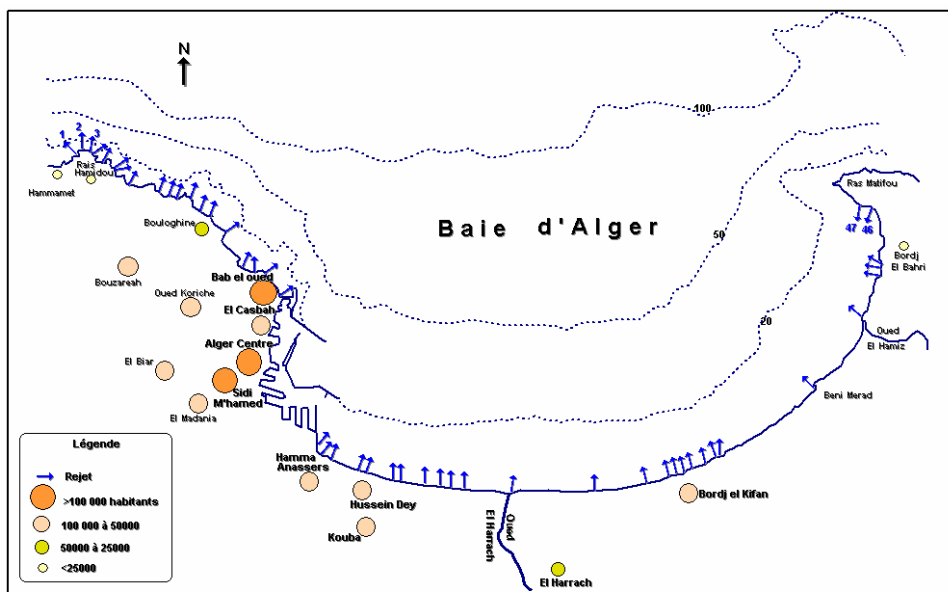 N
100
1
2
3
Rais
Hamidou
Hammamet
Ras Matifou
Baie d'Alger
50
47
46
Bouloghine
Bordj
El Bahri
Bab el oued
Bouzareah
Oued Koriche
El Casbah
20
Oued
El Hamiz
Alger Centre
El Biar
Sidi
M'hamed
Beni Merad
El Madania
Légende
Rejet
>100 000 habitants
100 000 à 50000
50000 à 25000
<25000
Hamma
Anassers
Hussein Dey
Bordj el Kifan
Kouba
Oued
El Harrach
El Harrach